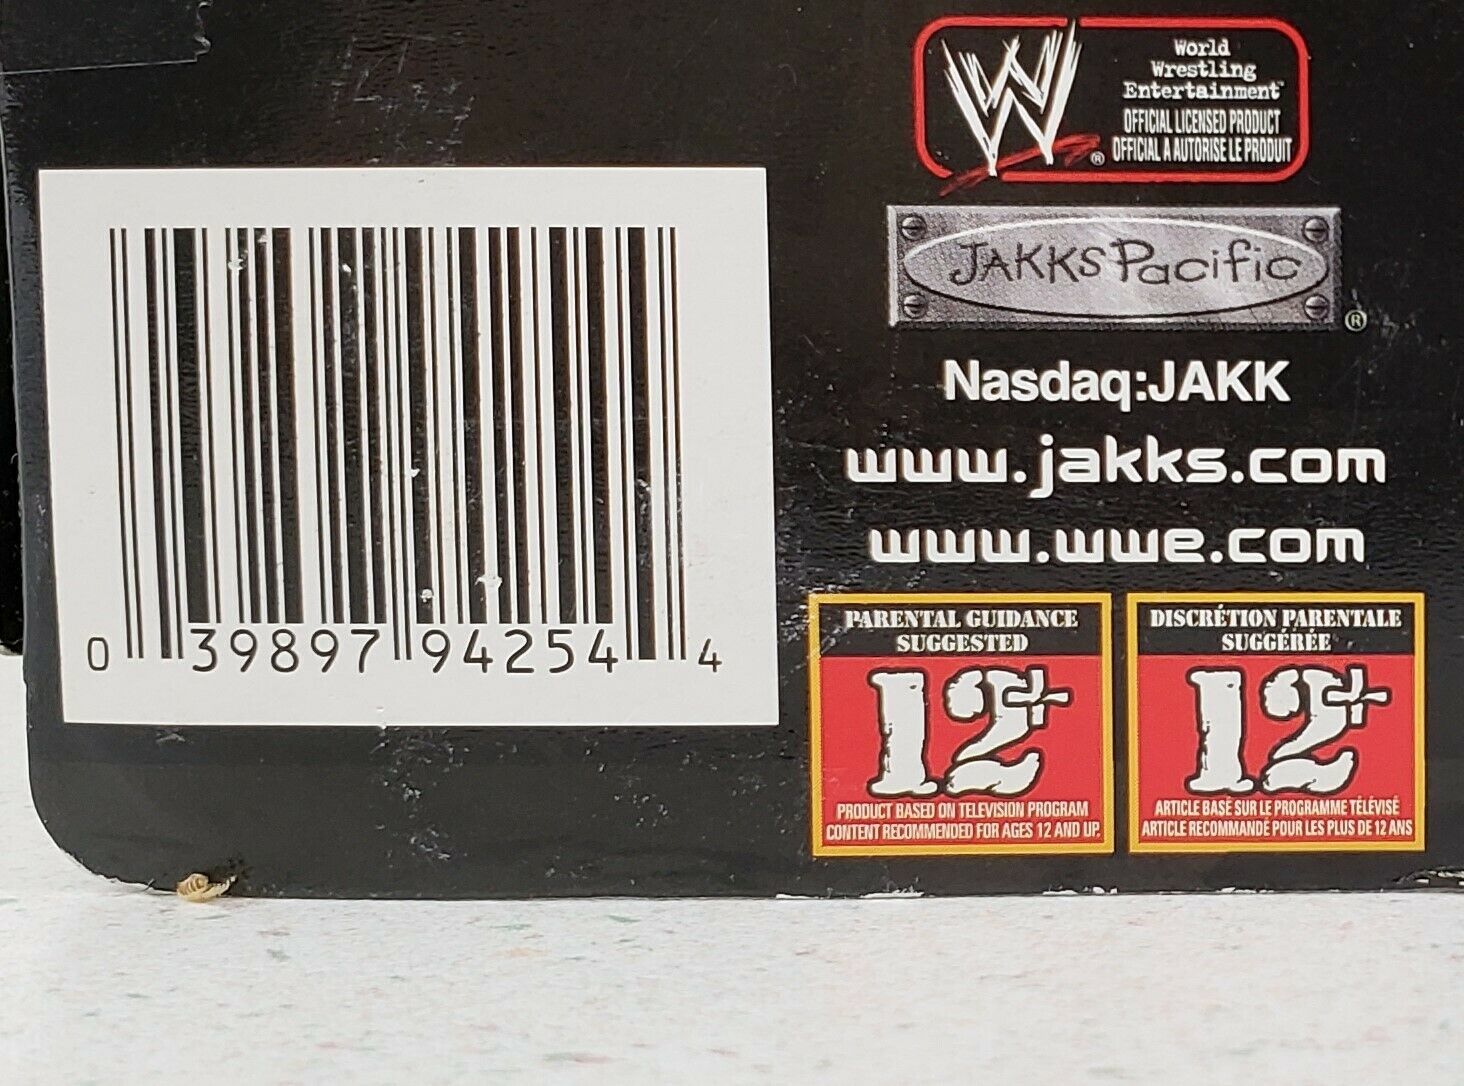 W®
World
Wrestling
Entertainment™
OFFICIAL LICENSED PRODUCT
OFFICIAL A AUTORISE LE PRODUIT
JAKKS Pacific®
Nasdaq:JAKK
www.jakks.com
www.wwe.com
0 39897 94254 4
PARENTAL GUIDANCE
SUGGESTED
12+
PRODUCT BASED ON TELEVISION PROGRAM
CONTENT RECOMMENDED FOR AGES 12 AND UP.
DISCRÉTION PARENTALE
SUGGÉRÉE
12+
ARTICLE BASÉ SUR LE PROGRAMME TÉLÉVISÉ
ARTICLE RECOMMANDÉ POUR LES PLUS DE 12 ANS